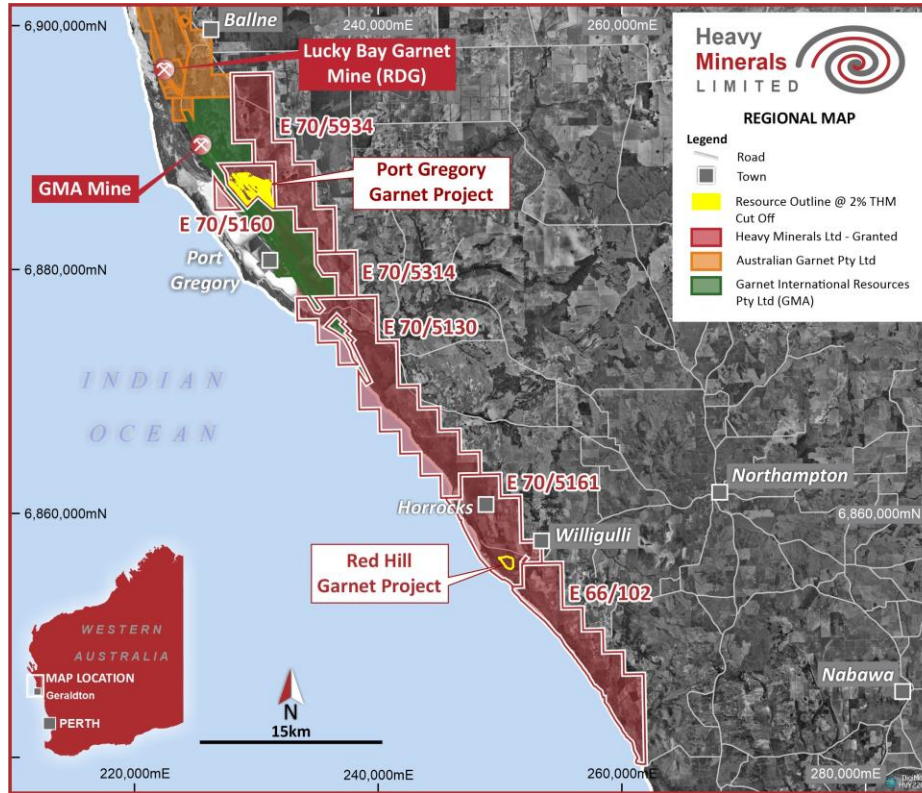 6,900,000mN
Ballne
240,000mE
260,000mE
Lucky Bay Garnet
Mine (RDG)
E 70/5934
GMA Mine
Port Gregory
Garnet Project
E 70/5160
Port
Gregory
6,880,000mN
E 70/5314
E 70/5130
INDIAN
OCEAN
Heavy
Minerals
LIMITED
REGIONAL MAP
Legend
Road
Town
Resource Outline @ 2% THM
Cut Off
Heavy Minerals Ltd - Granted
Australian Garnet Pty Ltd
Garnet International Resources
Pty Ltd (GMA)
E 70/5161
Northampton
Horrocks
6,860,000mN
6,860,000mN
Willigulli
Red Hill
Garnet Project
E 66/102
Nabawa
WESTERN
AUSTRALIA
MAP LOCATION
Geraldton
PERTH
N
15km
220,000mE
240,000mE
260,000mE
280,000mE